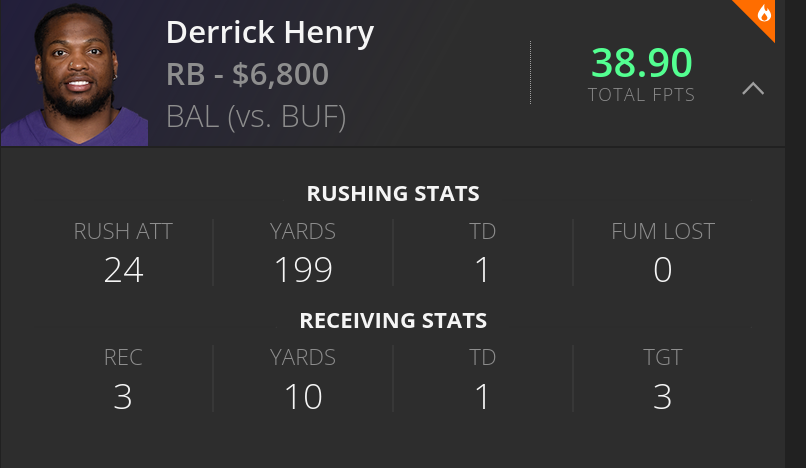 Derrick Henry
RB - $6,800
BAL (vs. BUF)
38.90
TOTAL FPTS
RUSHING STATS
RUSH ATT YARDS TD FUM LOST
24 199 1 0
RECEIVING STATS
REC YARDS TD TGT
3 10 1 3